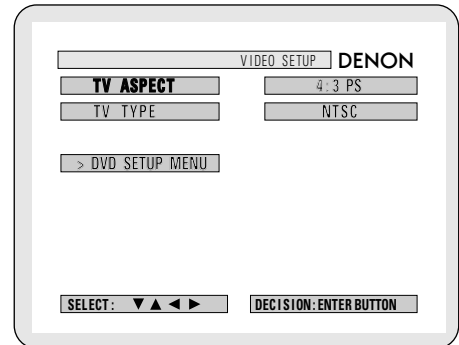 VIDEO SETUP DENON
TV ASPECT 4:3 PS
TV TYPE NTSC
> DVD SETUP MENU
SELECT: ▼ ▲ ◄ ► DECISION: ENTER BUTTON